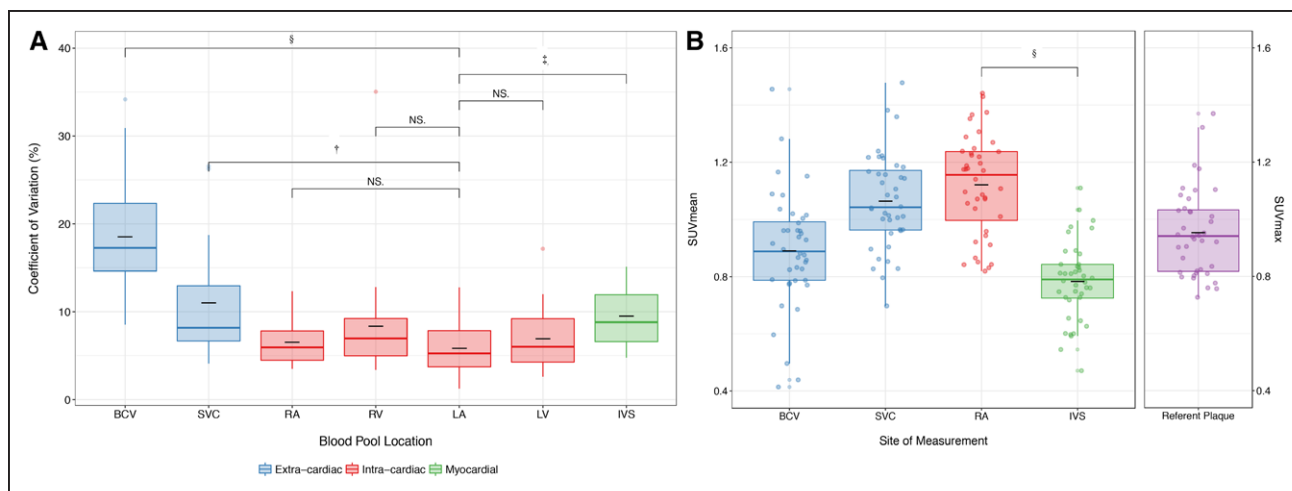 A
40
30
20
10
0
Coefficient of Variation (%)
§
‡.
NS.
NS.
†
NS.
BCV SVC RA RV LA LV IVS
Blood Pool Location
Extra-cardiac Intra-cardiac Myocardial
B
1.6
1.2
0.8
0.4
SUVmean
§
BCV SVC RA IVS
Site of Measurement
1.6
1.2
0.8
0.4
SUVmax
Referent Plaque